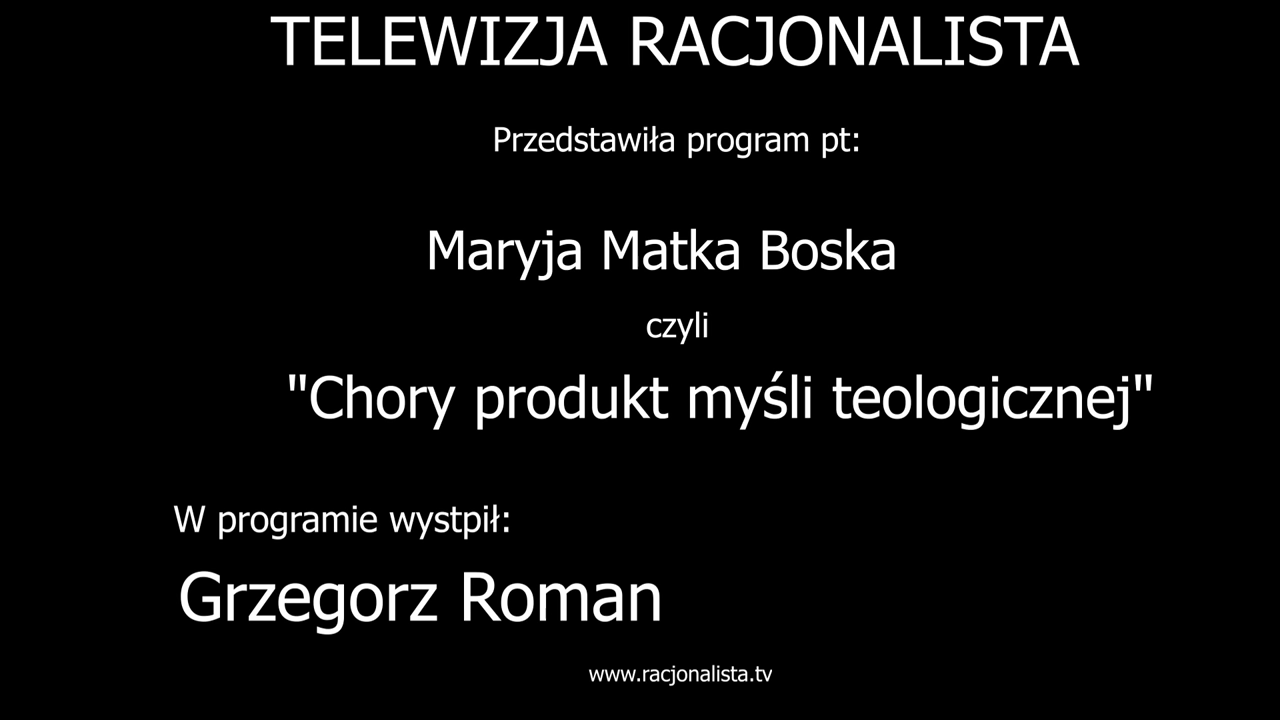 TELEWIZJA RACJONALISTA
Przedstawiła program pt:
Maryja Matka Boska
czyli
"Chory produkt myśli teologicznej"
W programie wystpił:
Grzegorz Roman
www.racjonalista.tv